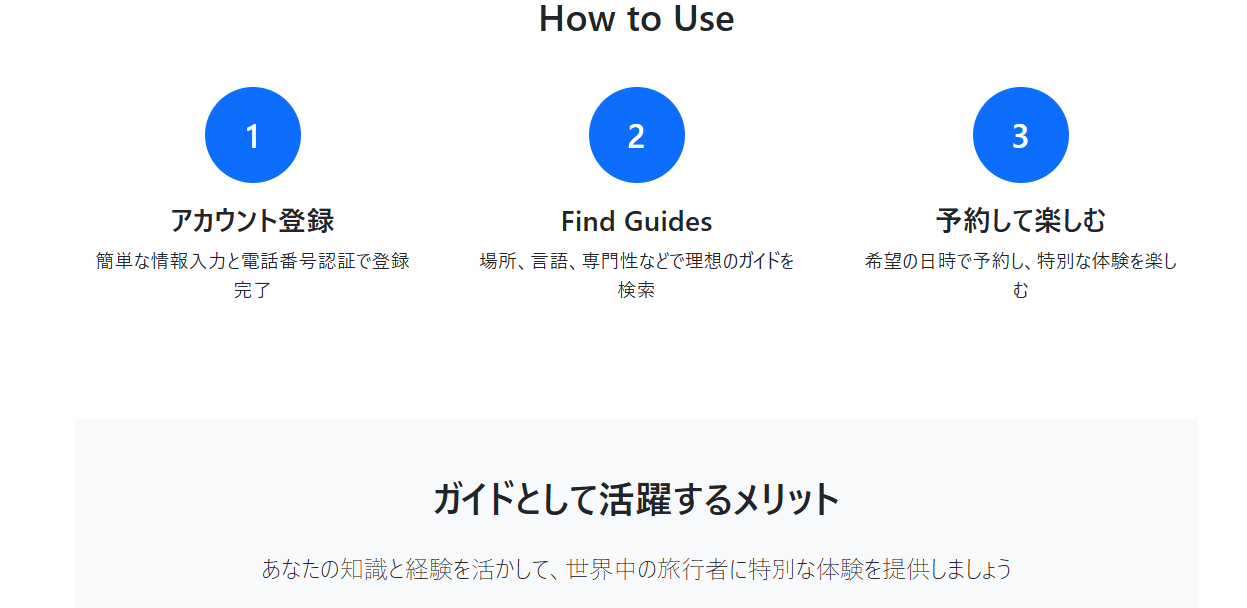 How to Use
1
2
3
アカウント登録
Find Guides
予約して楽しむ
簡単な情報入力と電話番号認証で登録
完了
場所、言語、専門性などで理想のガイドを
検索
希望の日時で予約し、特別な体験を楽し
む
ガイドとして活躍するメリット
あなたの知識と経験を活かして、世界中の旅行者に特別な体験を提供しましょう